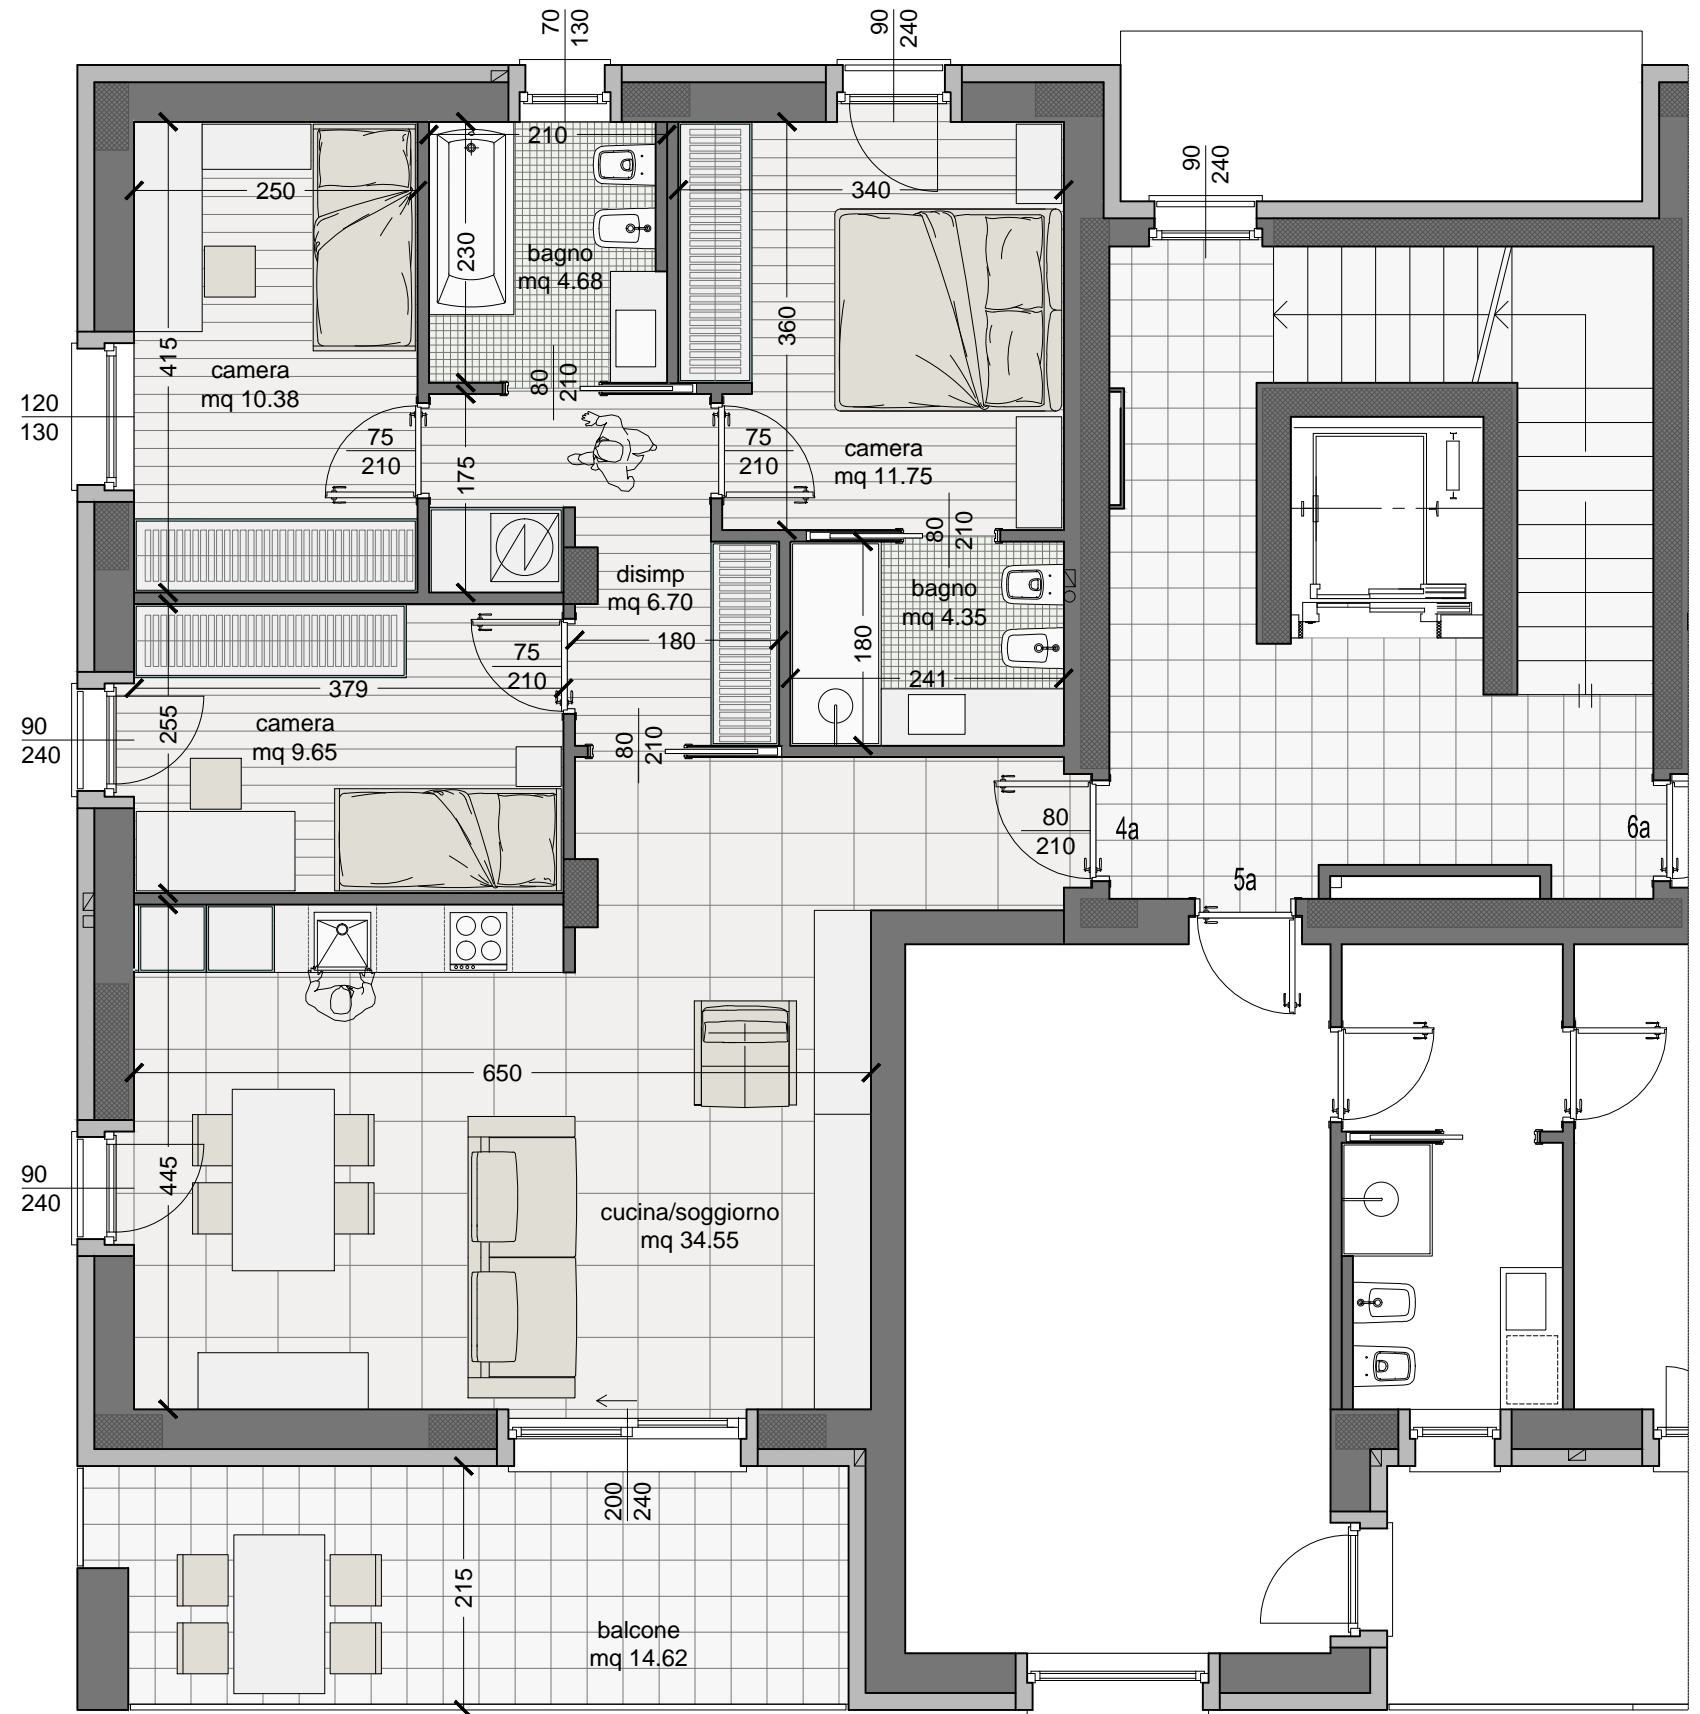 70
130
90
240
210
250
340
90
240
230
bagno
mq 4.68
360
415
camera
mq 10.38
80
210
120
130
75
210
175
75
210
camera
mq 11.75
80
210
disimp
mq 6.70
bagno
mq 4.35
180
180
75
210
241
379
255
camera
mq 9.65
90
240
80
210
80
210
4a
6a
5a
650
445
90
240
cucina/soggiorno
mq 34.55
200
240
215
balcone
mq 14.62